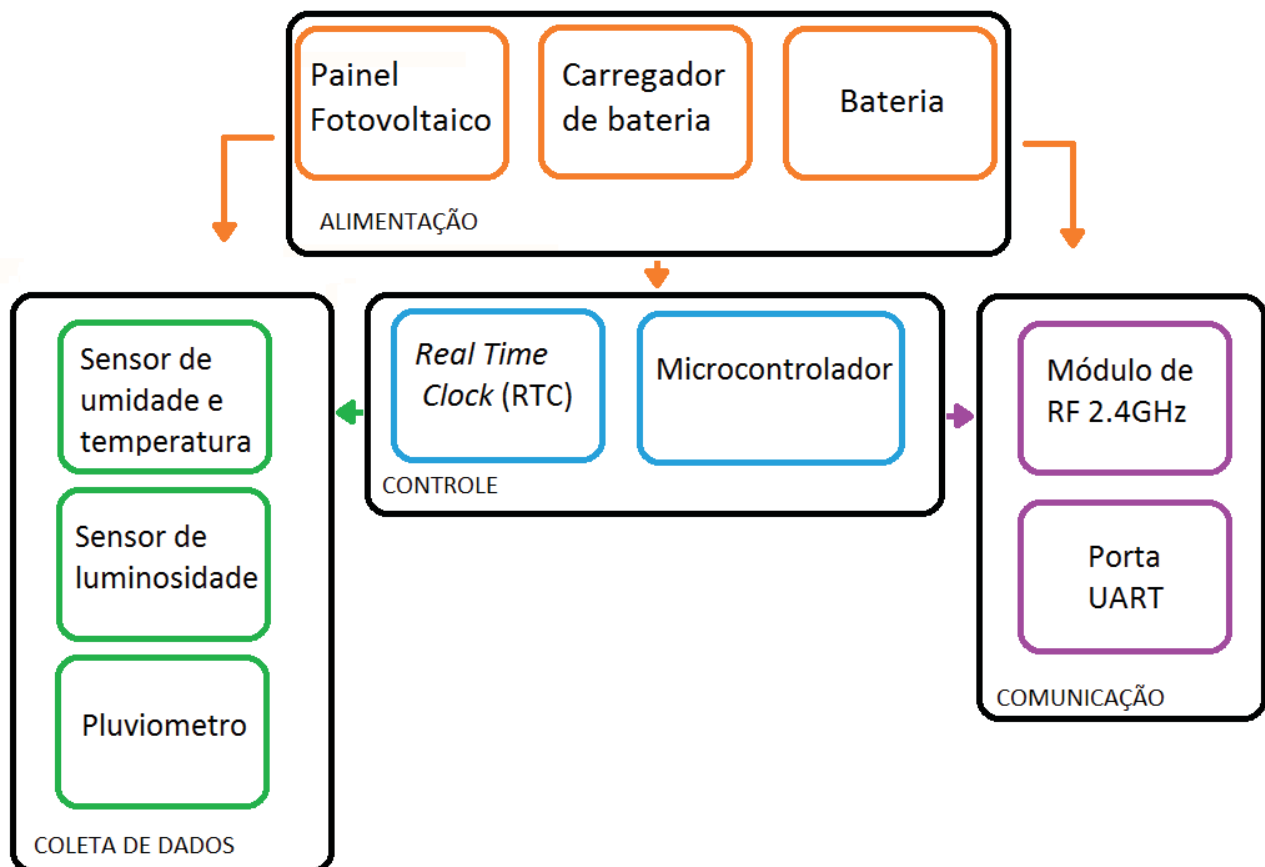 Painel
Fotovoltaico
Carregador
de bateria
Bateria
ALIMENTAÇÃO
Sensor de
umidade e
temperatura
Sensor de
luminosidade
Pluviometro
COLETA DE DADOS
Real Time
Clock (RTC)
Microcontrolador
CONTROLE
Módulo de
RF 2.4GHz
Porta
UART
COMUNICAÇÃO